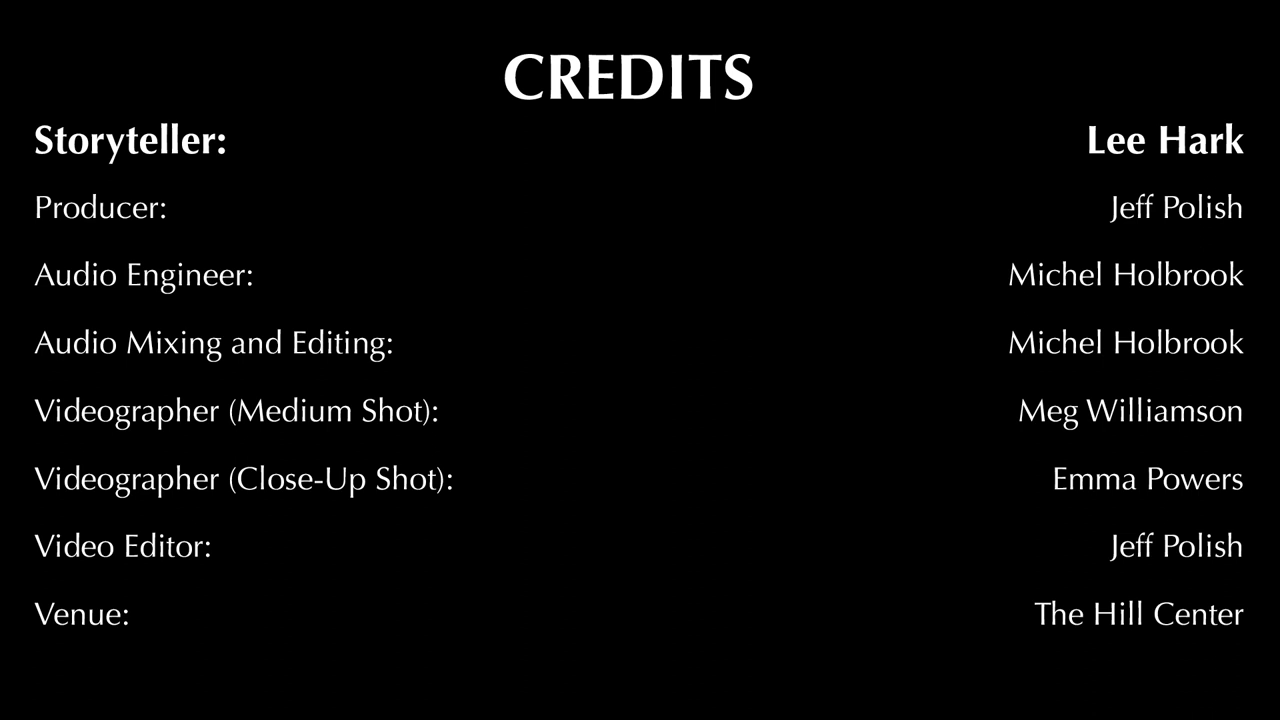 CREDITS
Storyteller: Lee Hark
Producer: Jeff Polish
Audio Engineer: Michel Holbrook
Audio Mixing and Editing: Michel Holbrook
Videographer (Medium Shot): Meg Williamson
Videographer (Close-Up Shot): Emma Powers
Video Editor: Jeff Polish
Venue: The Hill Center